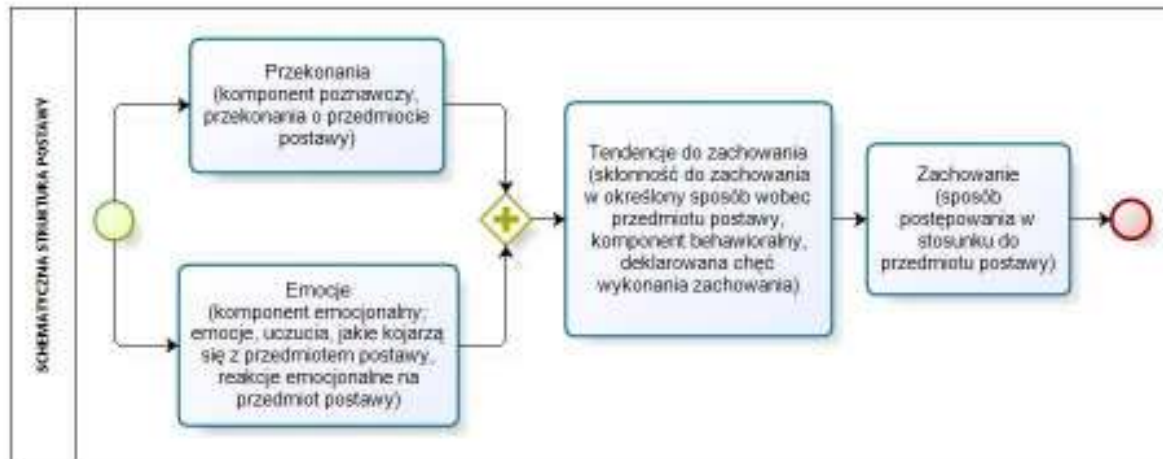 SCHEMATYCZNA STRUKTURA POSTAWY
Przekonania
(komponent poznawczy,
przekonania o przedmiocie
postawy)
Emocje
(komponent emocjonalny;
emocje, uczucia, jakie kojarzą
się z przedmiotem postawy,
reakcje emocjonalne na
przedmiot postawy)
Tendencje do zachowania
(skłonność do zachowania
w określony sposób wobec
przedmiotu postawy,
komponent behawioralny,
deklarowana chęć
wykonania zachowania)
Zachowanie
(sposób
postępowania w
stosunku do
przedmiotu postawy)